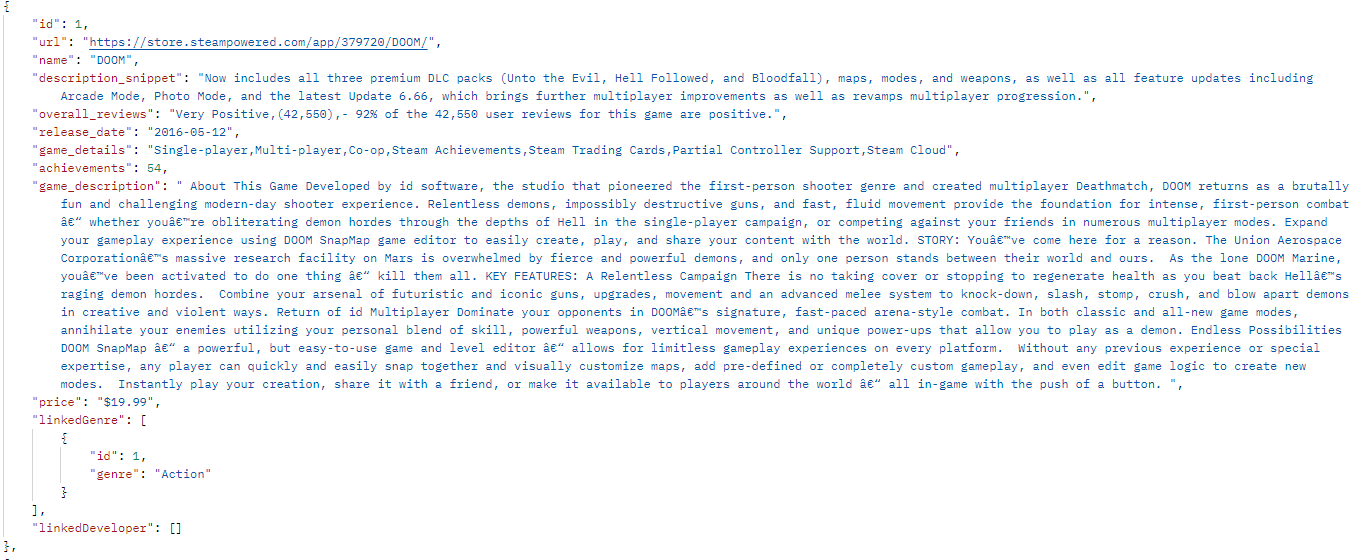 {
"id": 1,
"url": "https://store.steampowered.com/app/379720/DOOM/",
"name": "DOOM",
"description_snippet": "Now includes all three premium DLC packs (Unto the Evil, Hell Followed, and Bloodfall), maps, modes, and weapons, as well as all feature updates including
Arcade Mode, Photo Mode, and the latest Update 6.66, which brings further multiplayer improvements as well as revamps multiplayer progression.",
"overall_reviews": "Very Positive,(42,550),- 92% of the 42,550 user reviews for this game are positive.",
"release_date": "2016-05-12",
"game_details": "Single-player,Multi-player,Co-op,Steam Achievements,Steam Trading Cards,Partial Controller Support,Steam Cloud",
"achievements": 54,
"game_description": " About This Game Developed by id software, the studio that pioneered the first-person shooter genre and created multiplayer Deathmatch, DOOM returns as a brutally
fun and challenging modern-day shooter experience. Relentless demons, impossibly destructive guns, and fast, fluid movement provide the foundation for intense, first-person combat
â€“ whether youâ€™re obliterating demon hordes through the depths of Hell in the single-player campaign, or competing against your friends in numerous multiplayer modes. Expand
your gameplay experience using DOOM SnapMap game editor to easily create, play, and share your content with the world. STORY: Youâ€™ve come here for a reason. The Union Aerospace
Corporationâ€™s massive research facility on Mars is overwhelmed by fierce and powerful demons, and only one person stands between their world and ours.  As the lone DOOM Marine,
youâ€™ve been activated to do one thing â€“ kill them all. KEY FEATURES: A Relentless Campaign There is no taking cover or stopping to regenerate health as you beat back Hellâ€™s
raging demon hordes.  Combine your arsenal of futuristic and iconic guns, upgrades, movement and an advanced melee system to knock-down, slash, stomp, crush, and blow apart demons
in creative and violent ways. Return of id Multiplayer Dominate your opponents in DOOMâ€™s signature, fast-paced arena-style combat. In both classic and all-new game modes,
annihilate your enemies utilizing your personal blend of skill, powerful weapons, vertical movement, and unique power-ups that allow you to play as a demon. Endless Possibilities
DOOM SnapMap â€“ a powerful, but easy-to-use game and level editor â€“ allows for limitless gameplay experiences on every platform.  Without any previous experience or special
expertise, any player can quickly and easily snap together and visually customize maps, add pre-defined or completely custom gameplay, and even edit game logic to create new
modes.  Instantly play your creation, share it with a friend, or make it available to players around the world â€“ all in-game with the push of a button. ",
"price": "$19.99",
"linkedGenre": [
{
"id": 1,
"genre": "Action"
}
],
"linkedDeveloper": []
},